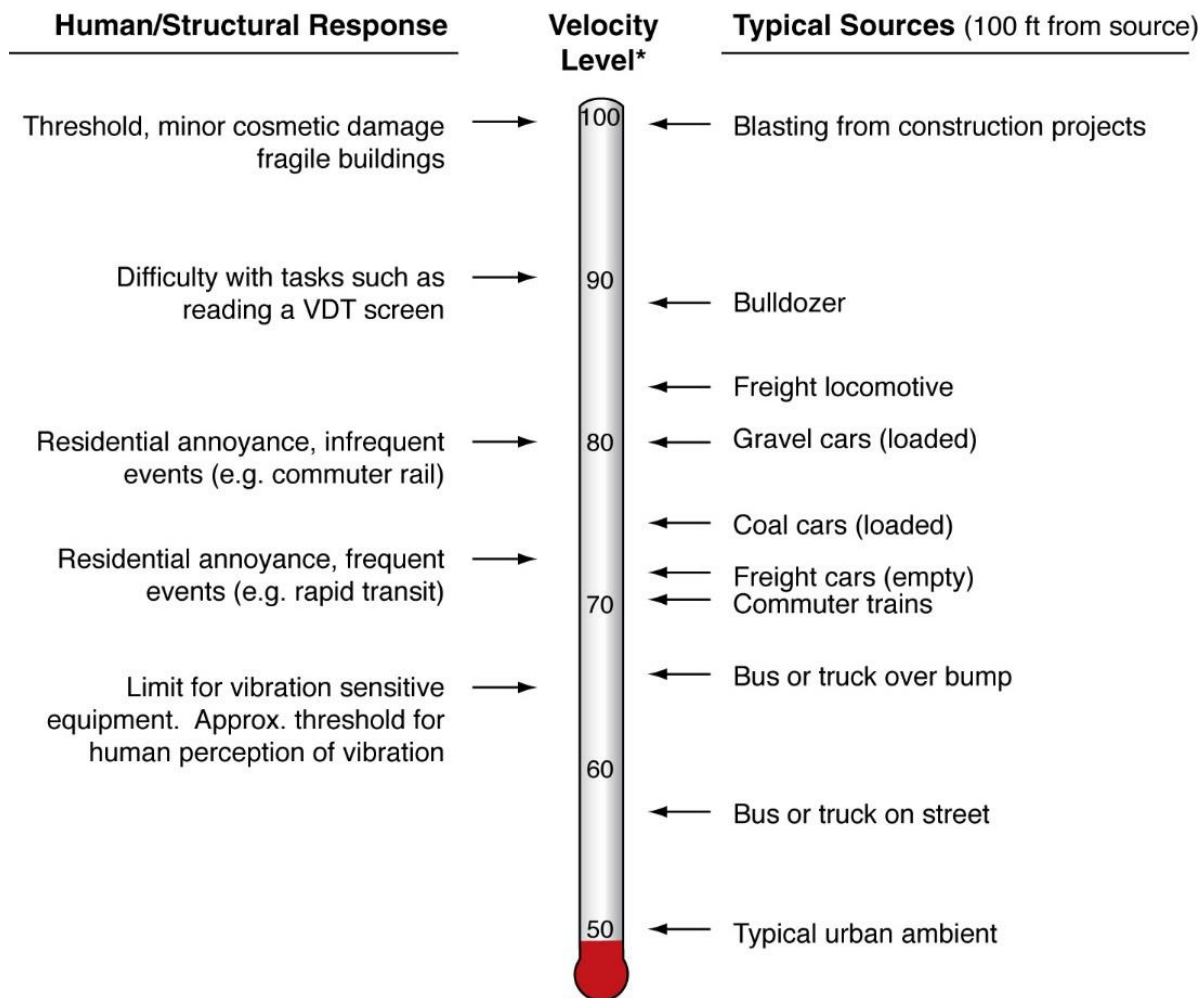 Human/Structural Response
Velocity
Level*
Typical Sources (100 ft from source)
Threshold, minor cosmetic damage
fragile buildings
100
Blasting from construction projects
Difficulty with tasks such as
reading a VDT screen
90
Bulldozer
Freight locomotive
Residential annoyance, infrequent
events (e.g. commuter rail)
80
Gravel cars (loaded)
Coal cars (loaded)
Residential annoyance, frequent
events (e.g. rapid transit)
Freight cars (empty)
70
Commuter trains
Limit for vibration sensitive
equipment. Approx. threshold for
human perception of vibration
Bus or truck over bump
60
Bus or truck on street
50
Typical urban ambient